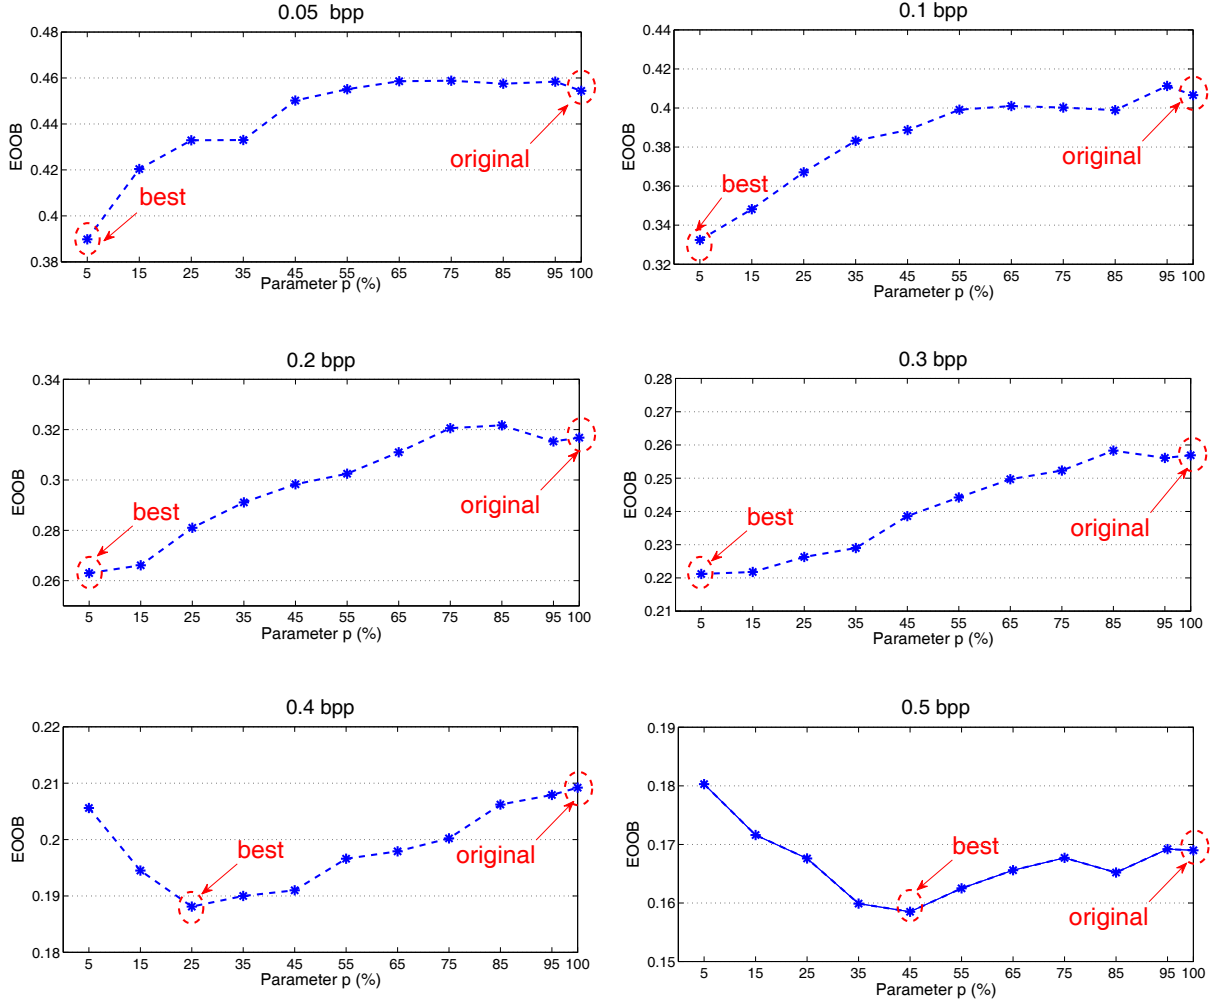 0.05 bpp
0.48
0.46
0.44
0.42
0.4
0.38
EOOB
best
original
5 15 25 35 45 55 65 75 85 95 100
Parameter p (%)
0.1 bpp
0.44
0.42
0.4
0.38
0.36
0.34
0.32
EOOB
best
original
5 15 25 35 45 55 65 75 85 95 100
Parameter p (%)
0.2 bpp
0.34
0.32
0.3
0.28
0.26
EOOB
best
original
5 15 25 35 45 55 65 75 85 95 100
Parameter p (%)
0.3 bpp
0.28
0.27
0.26
0.25
0.24
0.23
0.22
0.21
EOOB
best
original
5 15 25 35 45 55 65 75 85 95 100
Parameter p (%)
0.4 bpp
0.22
0.21
0.2
0.19
0.18
EOOB
best
original
5 15 25 35 45 55 65 75 85 95 100
Parameter p (%)
0.5 bpp
0.19
0.18
0.17
0.16
0.15
EOOB
best
original
5 15 25 35 45 55 65 75 85 95 100
Parameter p (%)